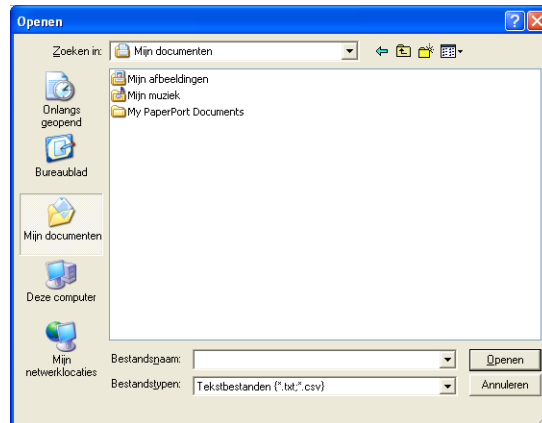 Openen
Zoeken in: Mijn documenten
Mijn afbeeldingen
Mijn muziek
My PaperPort Documents
Onlangs
geopend
Bureaublad
Mijn documenten
Deze computer
Mijn
netwerklocaties
Bestandsnaam: Openen
Bestandstypen: Tekstbestanden (*.txt;*.csv) Annuleren